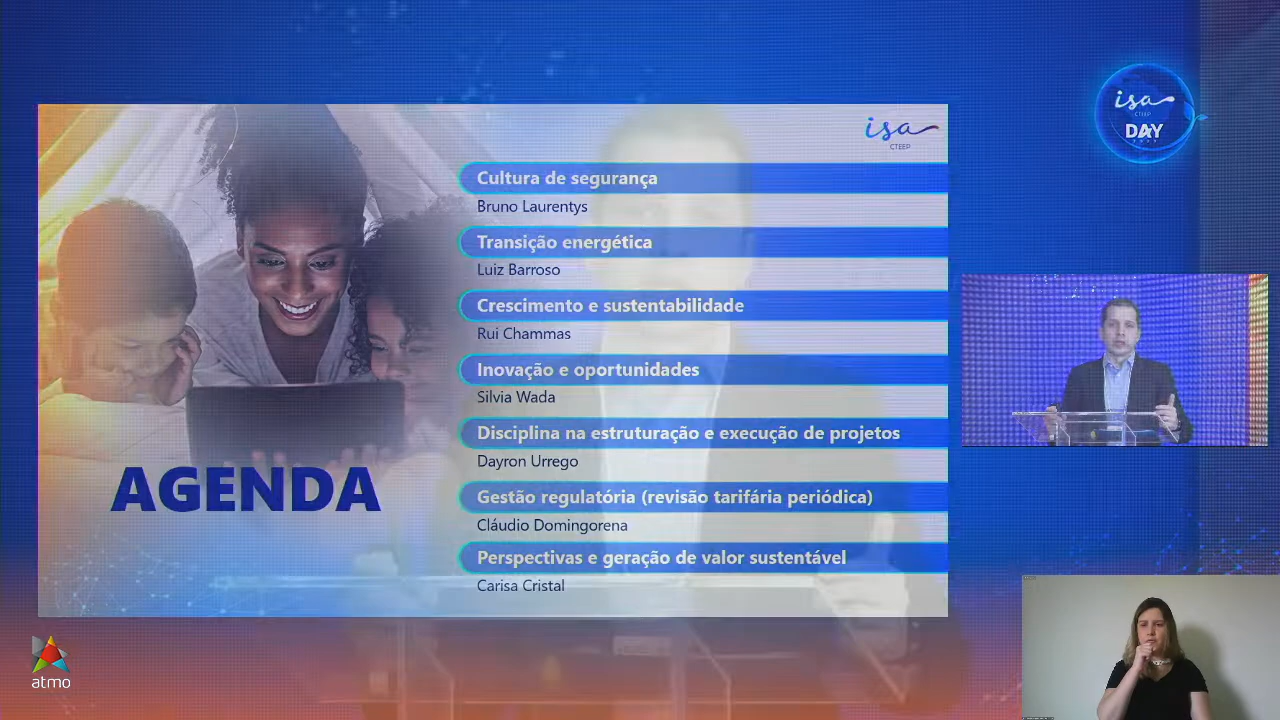 isa
CTEEP
DAY
isa
CTEEP
Cultura de segurança
Bruno Laurentys
Transição energética
Luiz Barroso
Crescimento e sustentabilidade
Rui Chammas
Inovação e oportunidades
Silvia Wada
Disciplina na estruturação e execução de projetos
Dayron Urrego
AGENDA
Gestão regulatória (revisão tarifária periódica)
Cláudio Domingorena
Perspectivas e geração de valor sustentável
Carisa Cristal
atmo